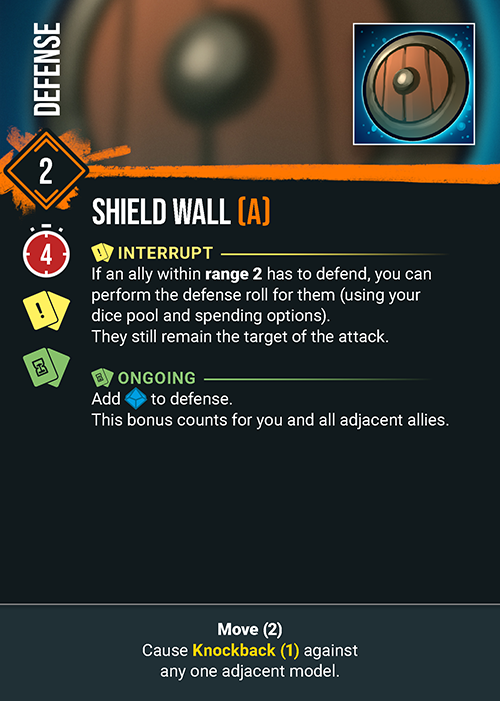 DEFENSE
2
SHIELD WALL (A)
4
INTERRUPT
If an ally within range 2 has to defend, you can
perform the defense roll for them (using your
dice pool and spending options).
They still remain the target of the attack.
ONGOING
Add to defense.
This bonus counts for you and all adjacent allies.
Move (2)
Cause Knockback (1) against
any one adjacent model.